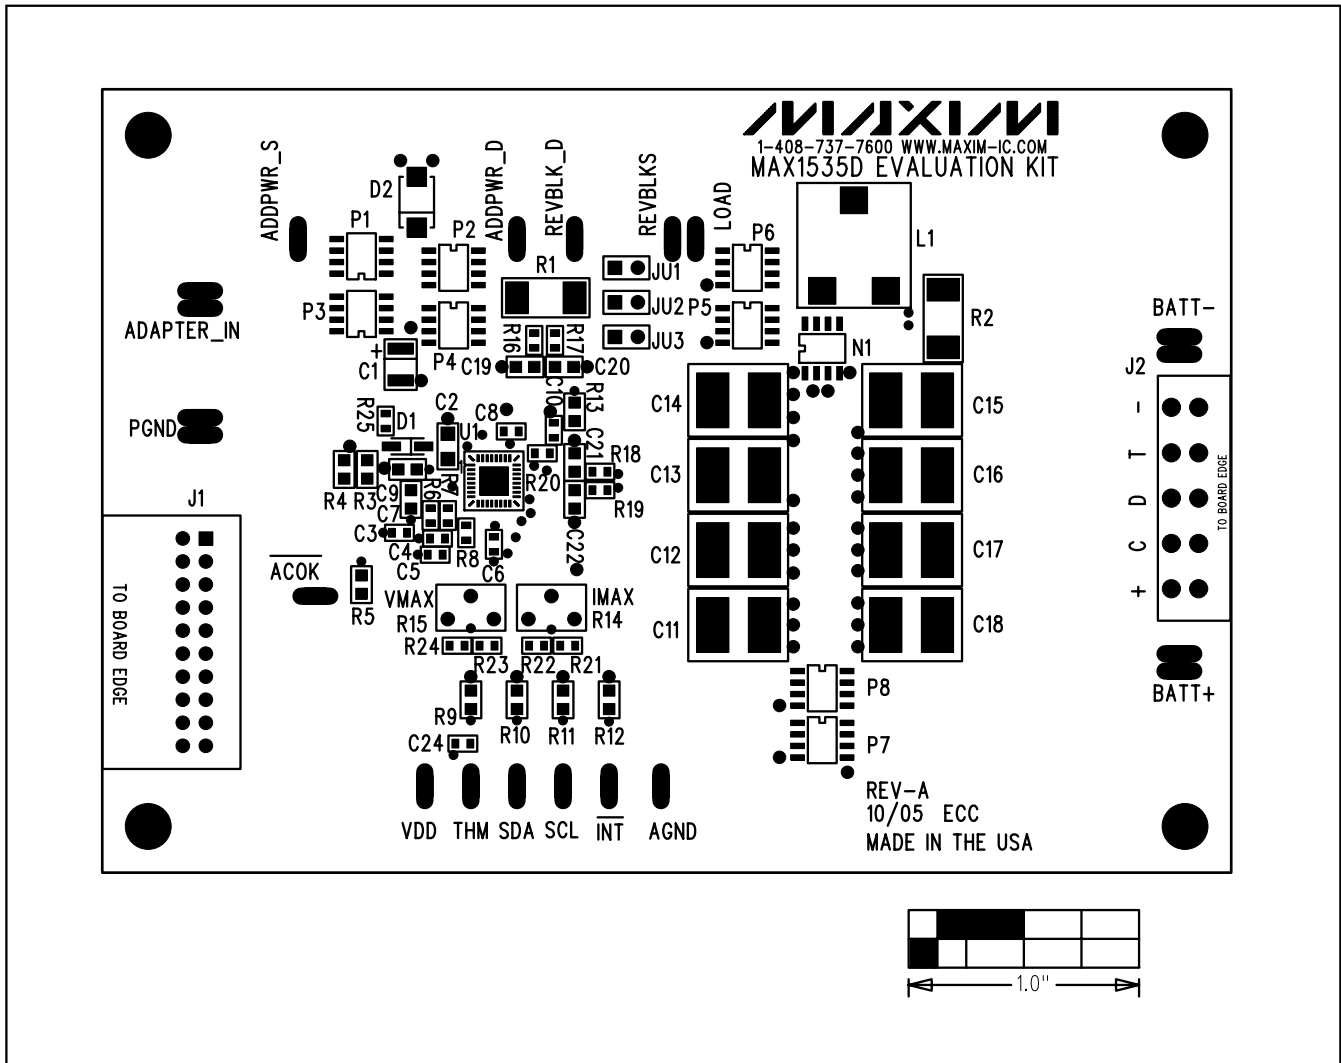 MAXIM
1-408-737-7600 WWW.MAXIM-IC.COM
MAX1535D EVALUATION KIT
ADDPWR_S
D2
ADDPWR_D
REVBLK_D
REVBLKS
LOAD
P1
P2
P6
L1
R1
JU1
P3
JU2
P5
R2
BATT-
ADAPTER_IN
P4
R16
R17
JU3
N1
+
C1
C19
C20
J2
C10
R13
C14
C15
-
R25
D1
C2
C8
U1
C21
PGND
T
R18
C13
C16
TO BOARD EDGE
R4
R3
C9
R6
R7
R20
R19
D
J1
C7
C3
C4
C5
R8
C6
C22
C12
C17
C
ACOK
R5
VMAX
IMAX
+
R15
R14
C11
C18
TO BOARD EDGE
R24
R23
R22
R21
P8
BATT+
R9
R10
R11
R12
C24
P7
REV-A
10/05 ECC
MADE IN THE USA
VDD
THM
SDA
SCL
INT
AGND
1.0"